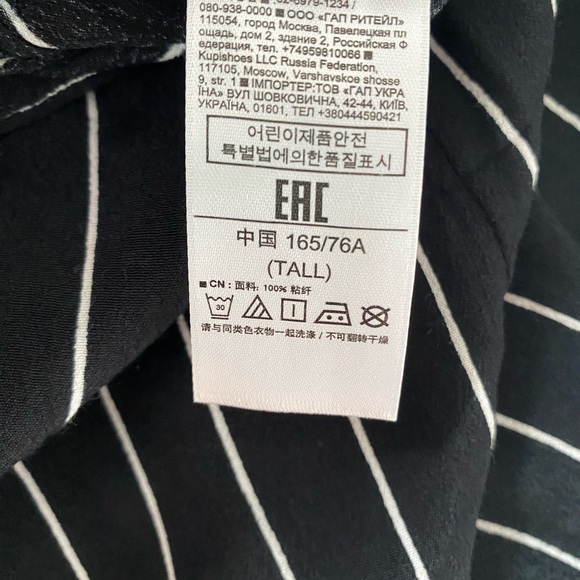 02-6979-1234 /
080-938-0000 ■ ООО «ГАП РИТЕЙЛ»
115054, город Москва, Павелецкая пл
ощадь, дом 2, здание 2, Российская Ф
едерация, тел. +74959810066 ■
Kupishoes LLC Russia Federation,
117105, Moscow, Varshavskoe shosse
9, str. 1 ■ ІМПОРТЕР:ТОВ «ГАП УКРА
ЇНА» ВУЛ ШОВКОВИЧНА, 42-44, КИЇВ,
УКРАЇНА, 01601, ТЕЛ +380444590421
어린이제품안전
특별법에의한품질표시
EAC
中国 165/76A
(TALL)
■ CN : 面料: 100% 粘纤
30
请与同类色衣物一起洗涤 / 不可翻转干燥